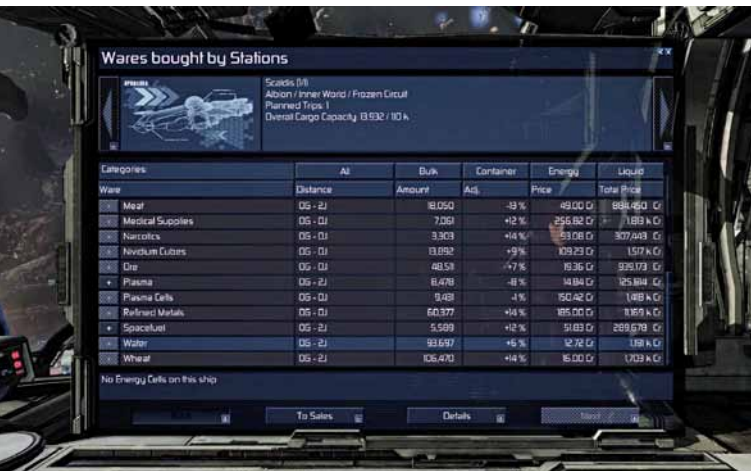 Wares bought by Stations
Scaldis (1/1)
Albion / Inner World / Frozen Circuit
Planned Trips: 1
Overall Cargo Capacity: 13,932 / 110 k
Categories: All Bulk Container Energy Liquid
Ware Distance Amount Adj. Price Total Price
Meat 0G - 2J 18,050 -13 % 49.00 Cr 884,450 Cr
Medical Supplies 0G - 0J 7,061 +12 % 256.82 Cr 1,813 k Cr
Narcotics 0G - 0J 3,303 +14 % 93.08 Cr 307,443 Cr
Nividium Cubes 0G - 0J 13,892 +9 % 109.23 Cr 1,517 k Cr
Ore 0G - 2J 48,511 +7 % 19.36 Cr 939,173 Cr
Plasma 0G - 2J 8,478 -8 % 14.84 Cr 125,814 Cr
Plasma Cells 0G - 0J 9,431 -1 % 150.42 Cr 1,418 k Cr
Refined Metals 0G - 0J 60,377 +14 % 185.00 Cr 11,169 k Cr
Spacefuel 0G - 2J 5,589 +12 % 51.83 Cr 289,678 Cr
Water 0G - 2J 93,697 +6 % 12.72 Cr 1,191 k Cr
Wheat 0G - 2J 106,470 +14 % 16.00 Cr 1,703 k Cr
No Energy Cells on this ship
To Sales Details Next